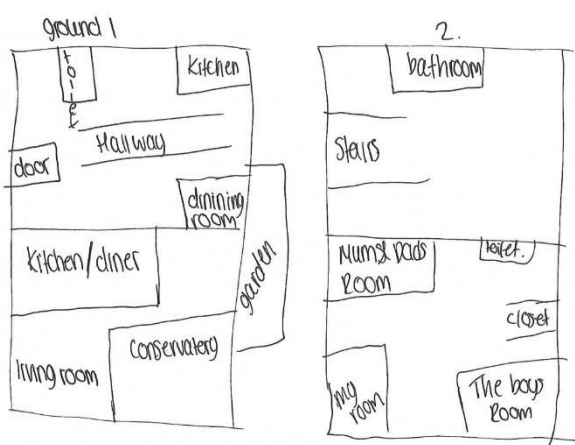 ground 1
toilet
Kitchen
Hallway
door
dinining
room
Kitchen/diner
garden
living room
Conservatory
2.
bathroom
Stairs
Mums& Dads
Room
toilet.
closet
my
room
The boys
Room